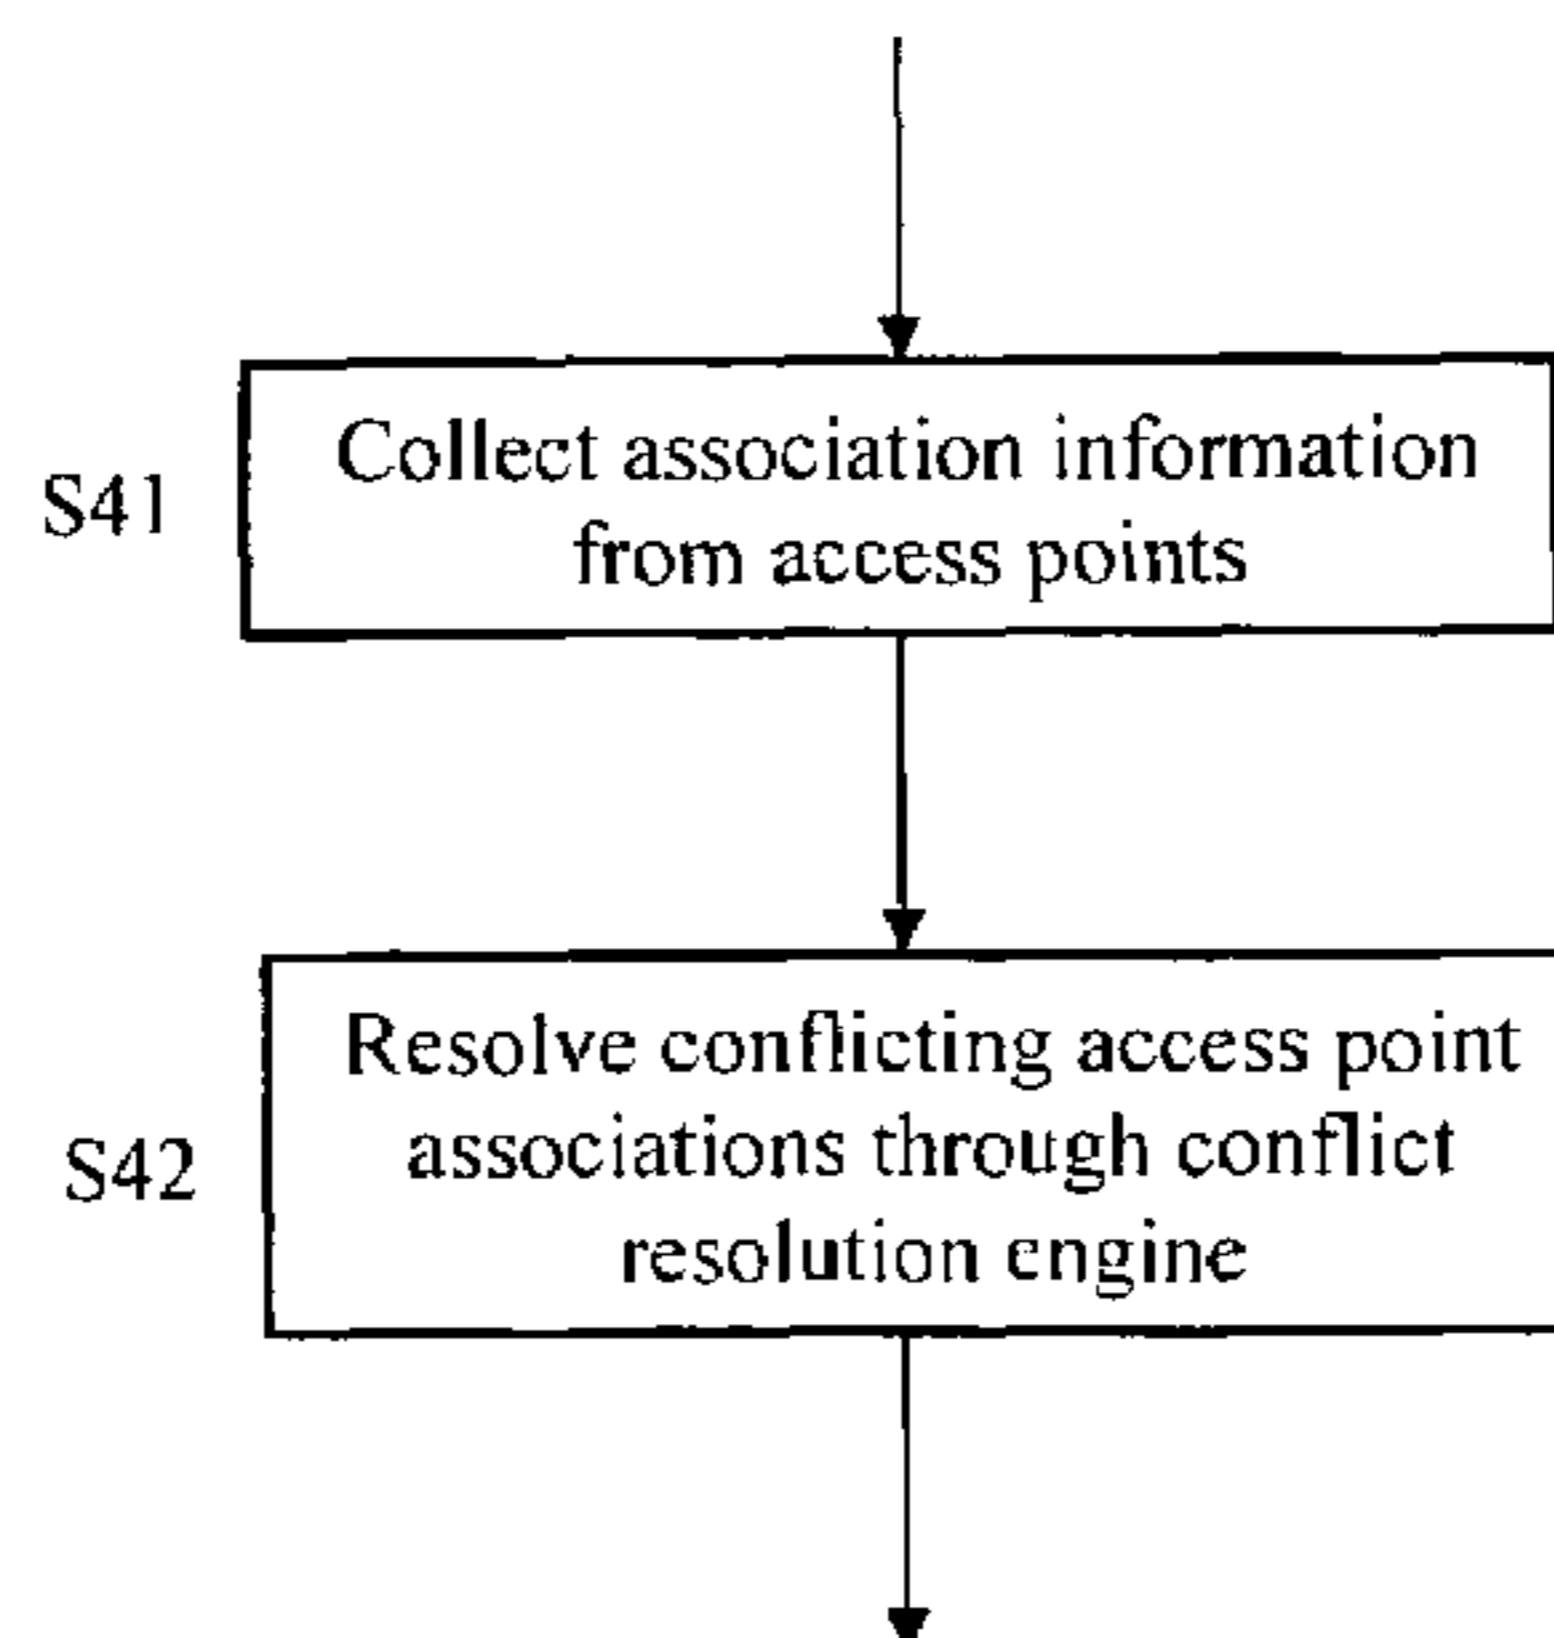 Collect association information
S41
from access points
Resolve conflicting access point
associations through conflict
S42
resolution engine